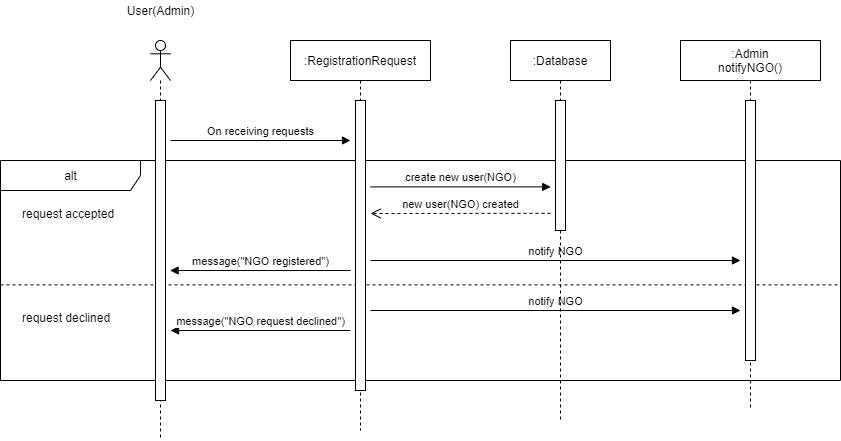 User(Admin)
:RegistrationRequest
:Database
:Admin
notifyNGO()
On receiving requests
alt
create new user(NGO)
request accepted
new user(NGO) created
notify NGO
message("NGO registered")
notify NGO
request declined
message("NGO request declined")